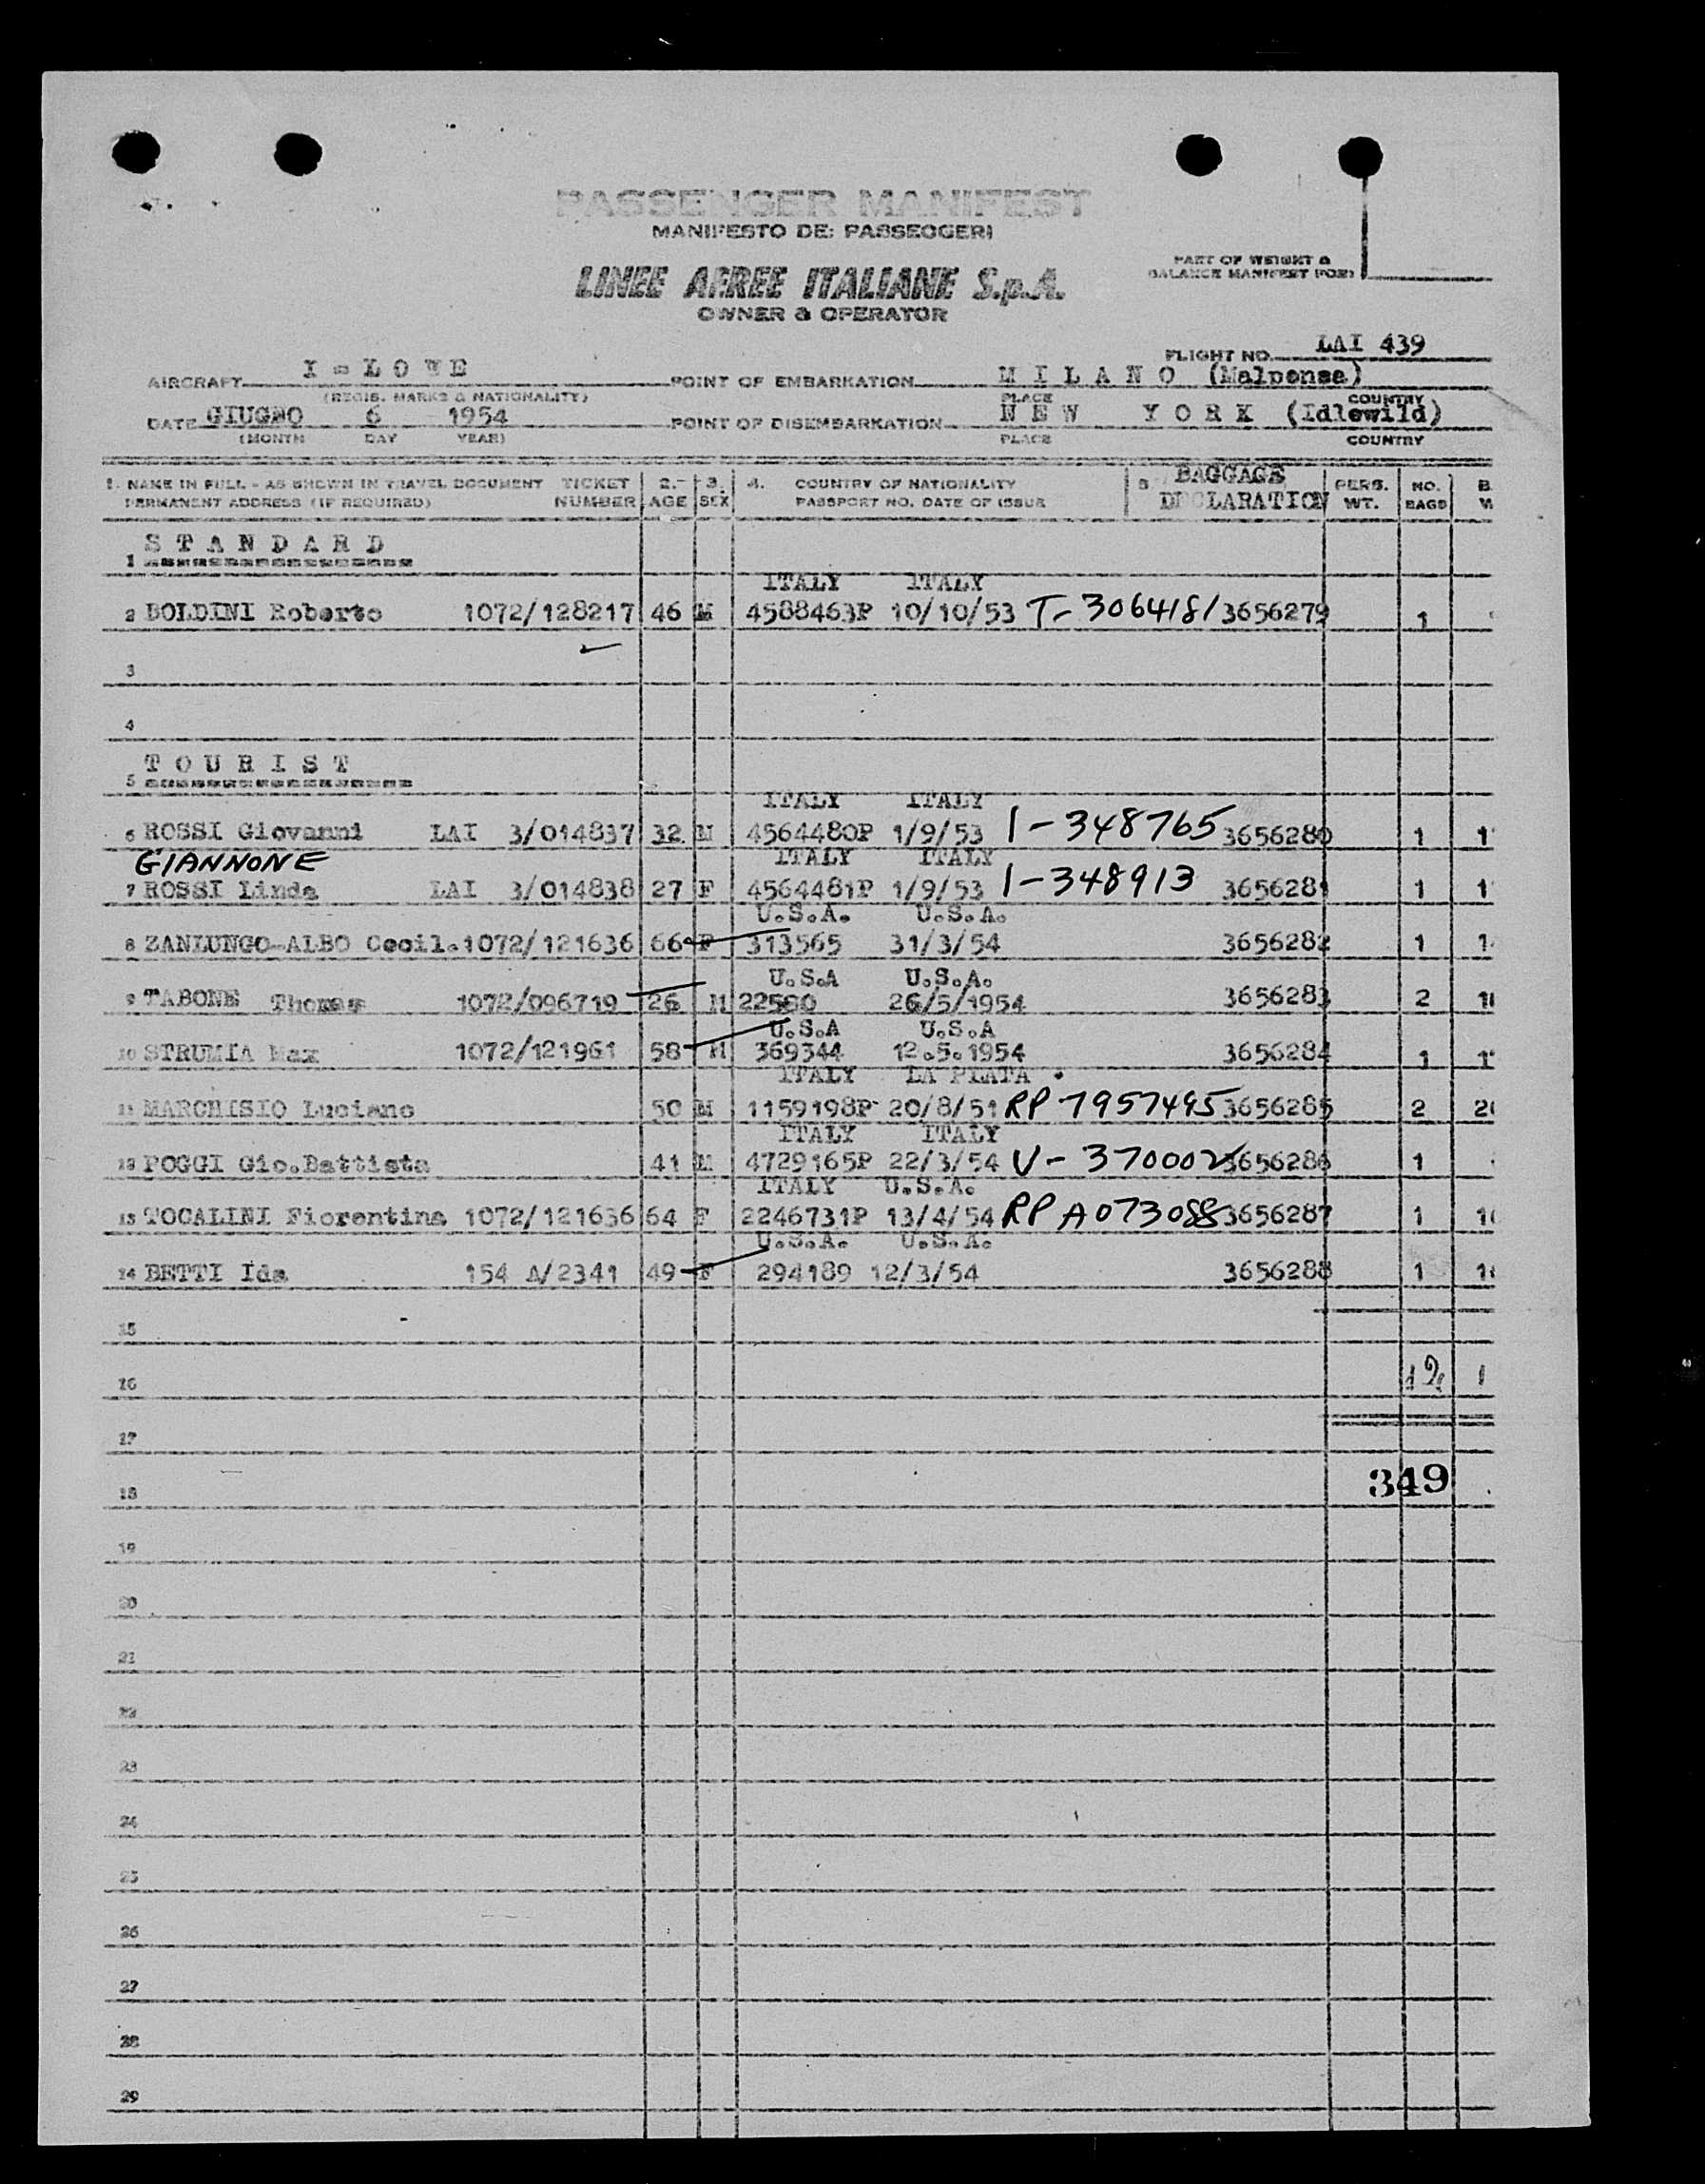 PASSENGER MANIFEST
MANIFESTO DEI PASSEGGERI
PART OF WEIGHT &
BALANCE MANIFEST FOR
LINEE AEREE ITALIANE S.p.A.
OWNER & OPERATOR
FLIGHT NO. LAI 439
AIRCRAFT I = L O W E POINT OF EMBARKATION M I L A N O (Malpensa)
(REGIS. MARKS & NATIONALITY) PLACE COUNTRY
DATE GIUGNO 6 1954 POINT OF DISEMBARKATION N E W Y O R K (Idlewild)
(MONTH DAY YEAR) PLACE COUNTRY
1. NAME IN FULL - AS SHOWN IN TRAVEL DOCUMENT TICKET 2.- 3. 4. COUNTRY OF NATIONALITY 5 BAGGAGE PERS. NO. B
PERMANENT ADDRESS (IF REQUIRED) NUMBER AGE SEX PASSPORT NO. DATE OF ISSUE DECLARATION WT. BAGS W
S T A N D A R D
1
ITALY ITALY
2 BOLDINI Roberto 1072/128217 46 M 4588463P 10/10/53 T-306418/3656279 1
3
4
T O U R I S T
5
ITALY ITALY
6 ROSSI Giovanni LAI 3/014837 32 M 4564480P 1/9/53 I-348765 3656280 1 1
GIANNONE ITALY ITALY
7 ROSSI Linda LAI 3/014838 27 F 4564481P 1/9/53 I-348913 3656281 1 1
U.S.A. U.S.A.
8 ZANLUNGO-ALBO Cecil. 1072/121636 66 F 313565 31/3/54 3656282 1 1
U.S.A U.S.A.
9 TABONE Thomas 1072/096719 26 M 22580 26/5/1954 3656283 2 1
U.S.A U.S.A
10 STRUMIA Max 1072/121961 58 M 369344 12.5.1954 3656284 1 1
ITALY LA PLATA
11 MARCHISIO Luciano 50 M 1159198P 20/8/51 RP 7957495 3656285 2 2
ITALY ITALY
12 POGGI Gio.Battista 41 M 4729165P 22/3/54 V-370002 3656286 1
ITALY U.S.A.
13 TOCALINI Fiorentina 1072/121636 64 F 2246731P 13/4/54 RP A073088 3656287 1 1
U.S.A. U.S.A.
14 BETTI Ida 154 A/2341 49 F 294189 12/3/54 3656288 1 1
15
16 12 1
17
18 349
19
20
21
22
23
24
25
26
27
28
29